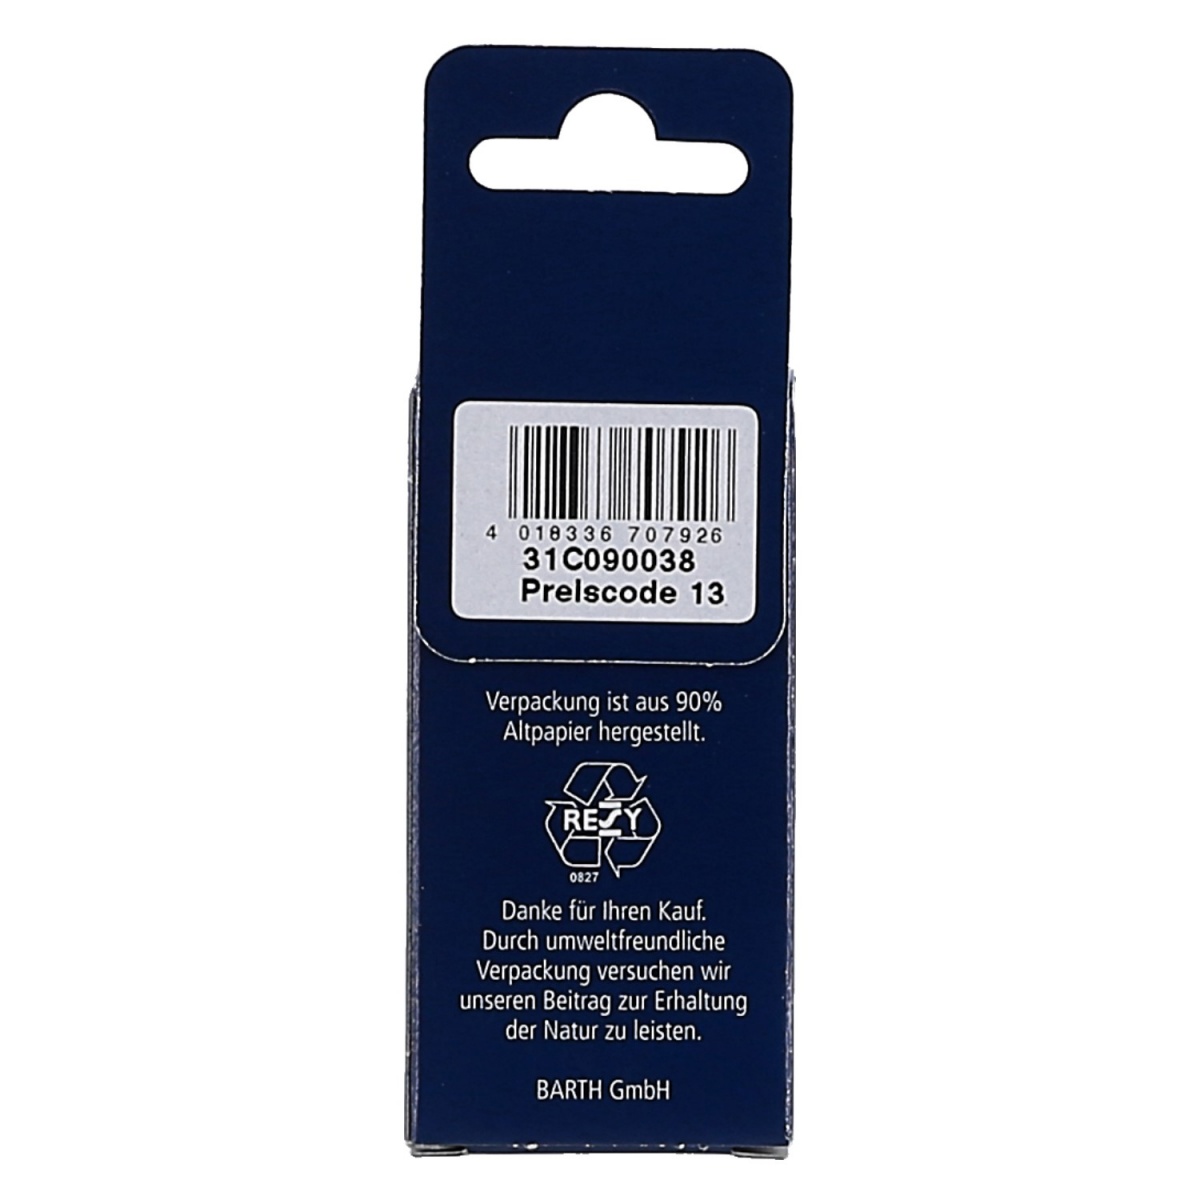 4 018336 707926
31C090038
Preiscode 13
Verpackung ist aus 90%
Altpapier hergestellt.
RESY
0827
Danke für Ihren Kauf.
Durch umweltfreundliche
Verpackung versuchen wir
unseren Beitrag zur Erhaltung
der Natur zu leisten.
BARTH GmbH